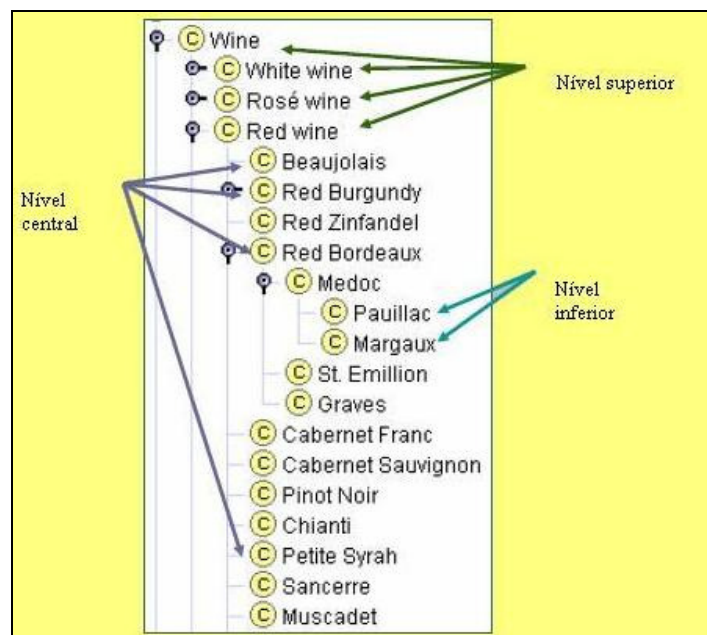 Wine
White wine
Rosé wine
Red wine
Beaujolais
Red Burgundy
Red Zinfandel
Red Bordeaux
Medoc
Pauillac
Margaux
St. Emillion
Graves
Cabernet Franc
Cabernet Sauvignon
Pinot Noir
Chianti
Petite Syrah
Sancerre
Muscadet
Nível superior
Nível
central
Nível
inferior